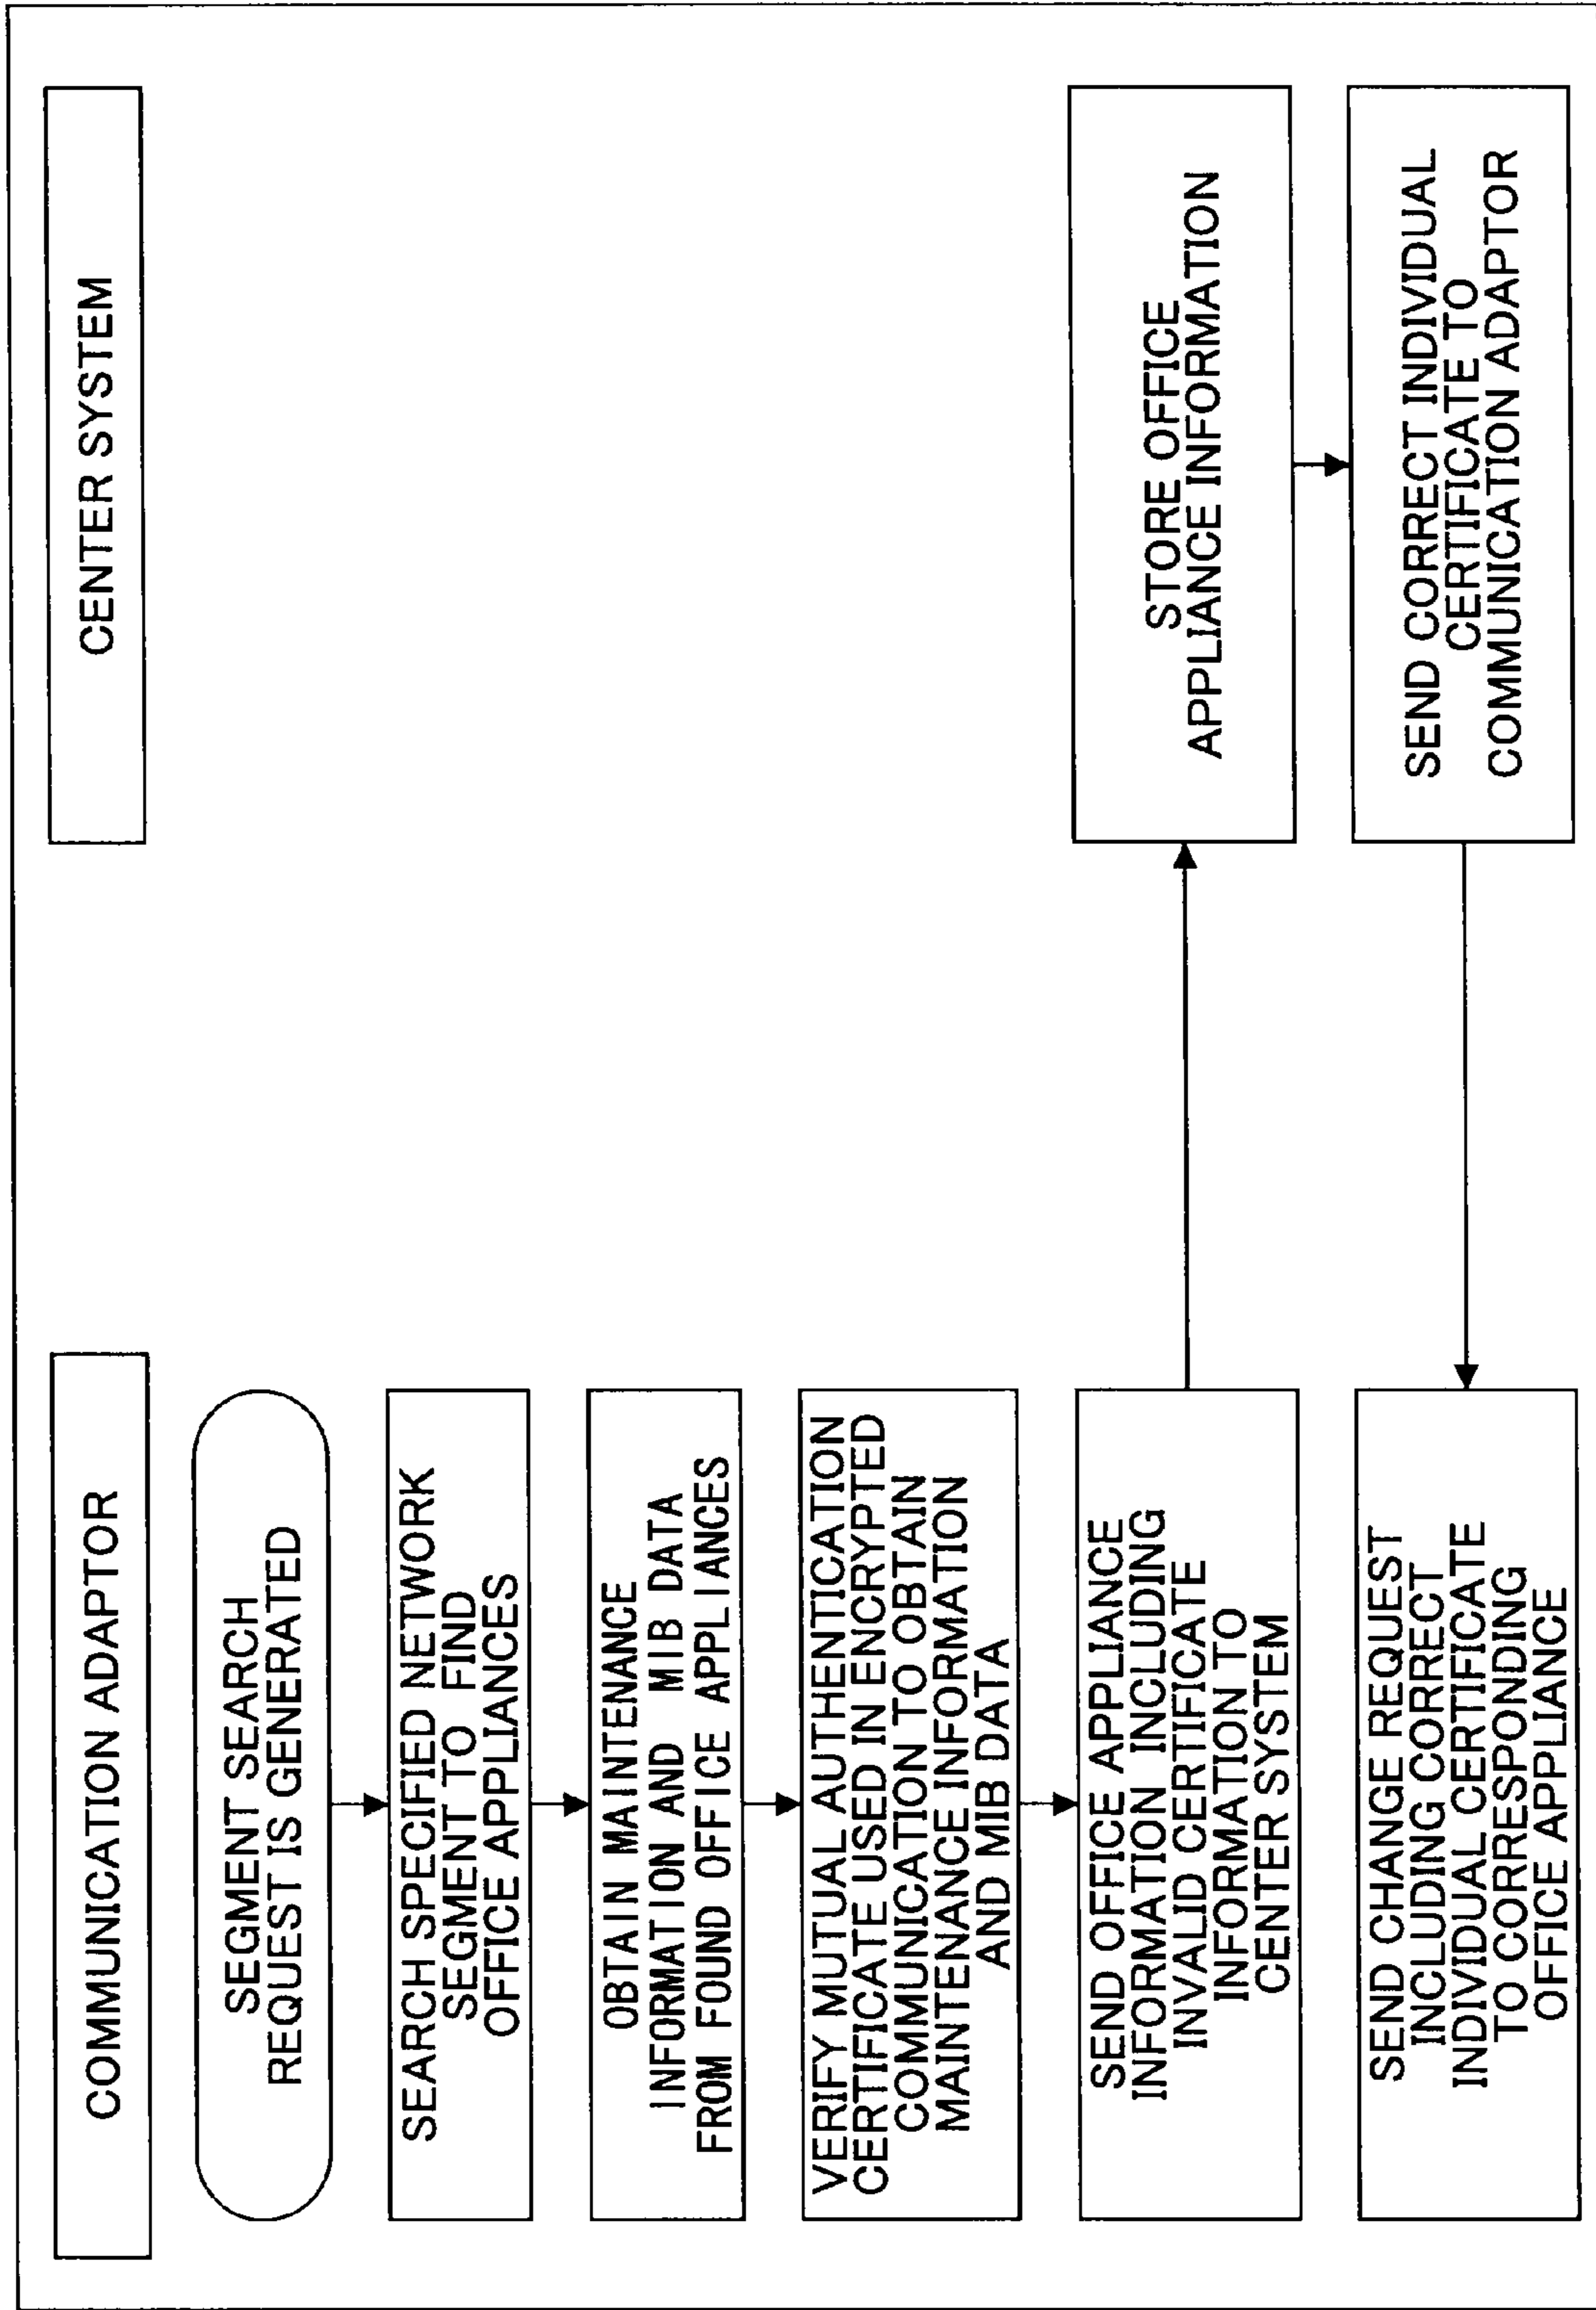 COMMUNICATION ADAPTOR
CENTER SYSTEM
SEGMENT SEARCH
REQUEST IS GENERATED
SEARCH SPECIFIED NETWORK
SEGMENT TO FIND
OFFICE APPLIANCES
OBTAIN MAINTENANCE
INFORMATION AND MIB DATA
FROM FOUND OFFICE APPLIANCES
VERIFY MUTUAL AUTHENTICATION
CERTIFICATE USED IN ENCRYPTED
COMMUNICATION TO OBTAIN
MAINTENANCE INFORMATION
AND MIB DATA
SEND OFFICE APPLIANCE
INFORMATION INCLUDING
INVALID CERTIFICATE
INFORMATION TO
CENTER SYSTEM
STORE OFFICE
APPLIANCE INFORMATION
SEND CORRECT INDIVIDUAL
CERTIFICATE TO
COMMUNICATION ADAPTOR
SEND CHANGE REQUEST
INCLUDING CORRECT
INDIVIDUAL CERTIFICATE
TO CORRESPONDING
OFFICE APPLIANCE